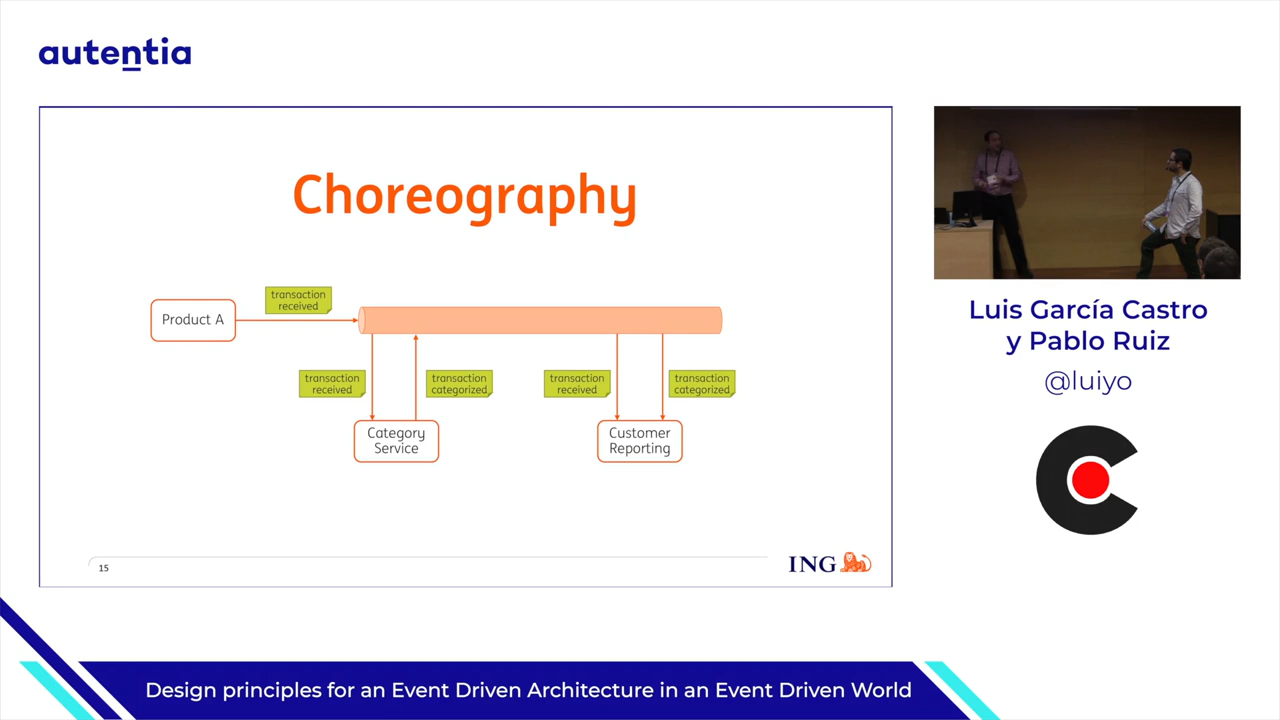 autentia
Choreography
transaction
received
Product A
transaction
received
transaction
categorized
transaction
received
transaction
categorized
Category
Service
Customer
Reporting
15
ING
Luis García Castro
y Pablo Ruiz
@luiyo
Design principles for an Event Driven Architecture in an Event Driven World